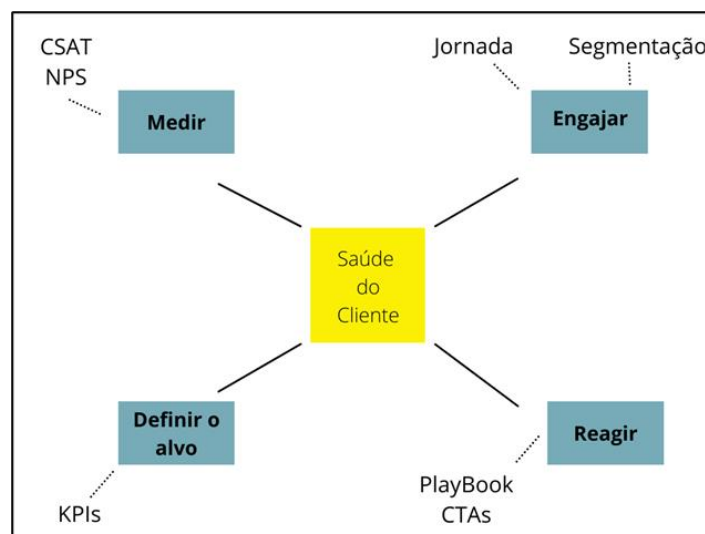 CSAT
NPS
Medir
Jornada
Segmentação
Engajar
Saúde
do
Cliente
Definir o
alvo
KPIs
Reagir
PlayBook
CTAs